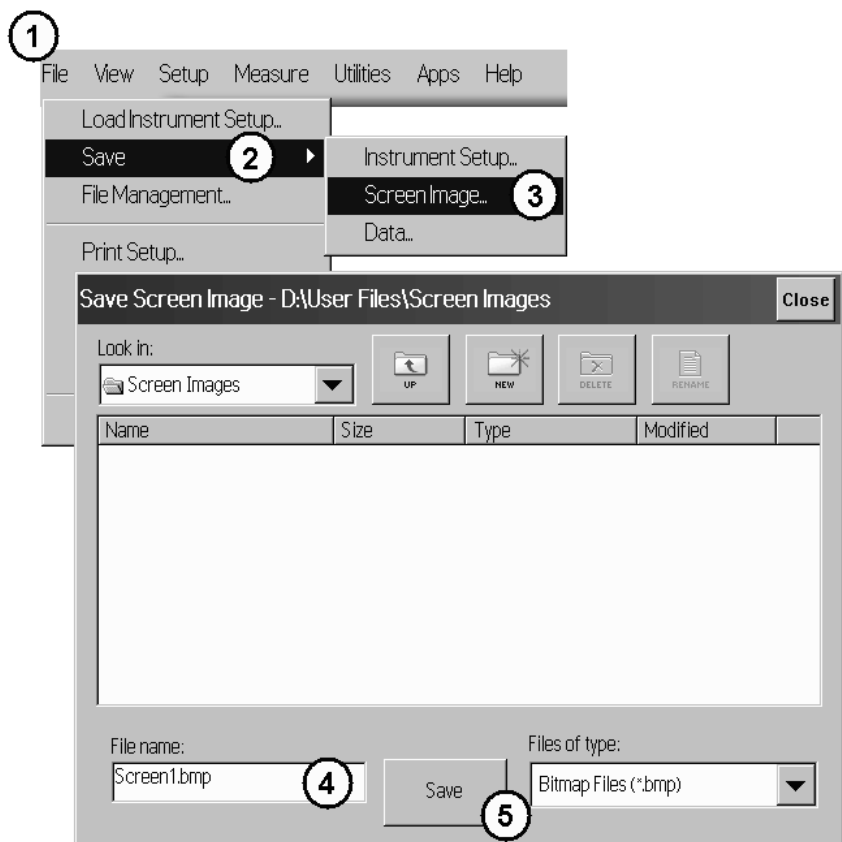 1
File View Setup Measure Utilities Apps Help
Load Instrument Setup...
Save 2
File Management...
Print Setup...
Instrument Setup...
Screen Image... 3
Data...
Save Screen Image - D:\User Files\Screen Images Close
Look in:
Screen Images
UP NEW DELETE RENAME
Name Size Type Modified
File name:
Screen1.bmp 4
Save 5
Files of type:
Bitmap Files (*.bmp)